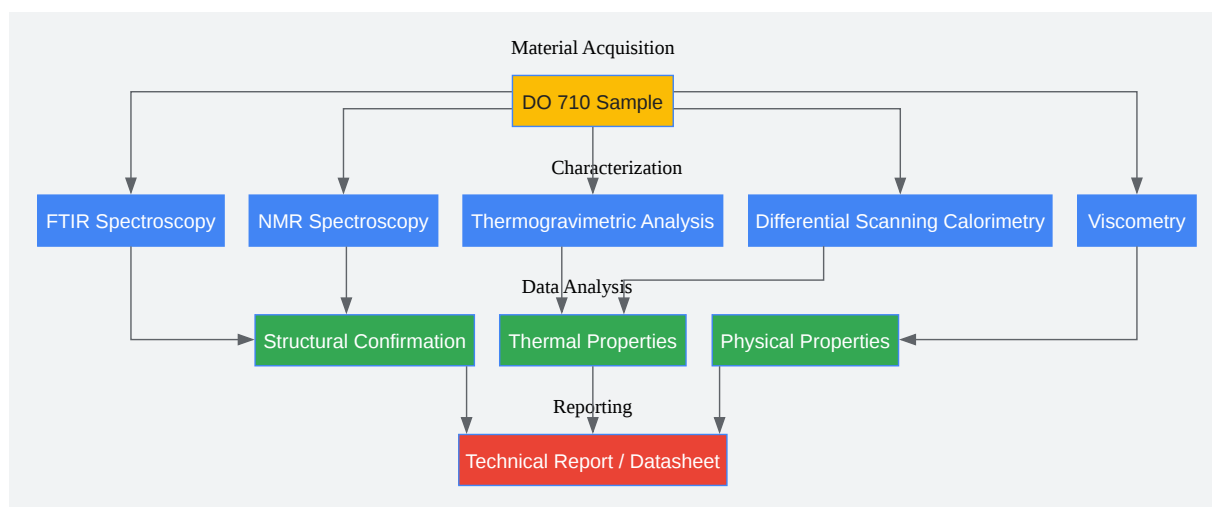 Material Acquisition
DO 710 Sample
Characterization
FTIR Spectroscopy
NMR Spectroscopy
Thermogravimetric Analysis
Differential Scanning Calorimetry
Viscometry
Data Analysis
Structural Confirmation
Thermal Properties
Physical Properties
Reporting
Technical Report / Datasheet